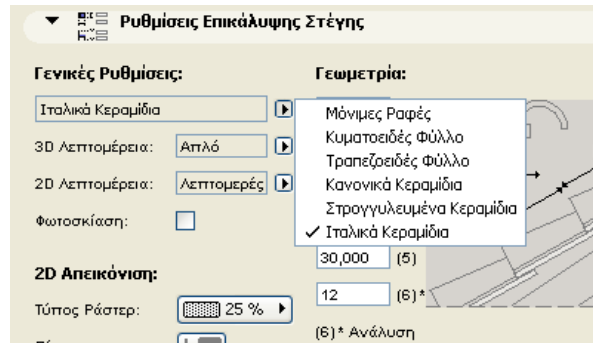 Ρυθμίσεις Επικάλυψης Στέγης
Γενικές Ρυθμίσεις:
Γεωμετρία:
Ιταλικά Κεραμίδια
3D Λεπτομέρεια: Απλό
2D Λεπτομέρεια: Λεπτομερές
Φωτοσκίαση:
Μόνιμες Ραφές
Κυματοειδές Φύλλο
Τραπεζοειδές Φύλλο
Κανονικά Κεραμίδια
Στρογγυλευμένα Κεραμίδια
Ιταλικά Κεραμίδια
30,000 (5)
12 (6)*
(6)* Ανάλυση
2D Απεικόνιση:
Τύπος Ράστερ: 25 %